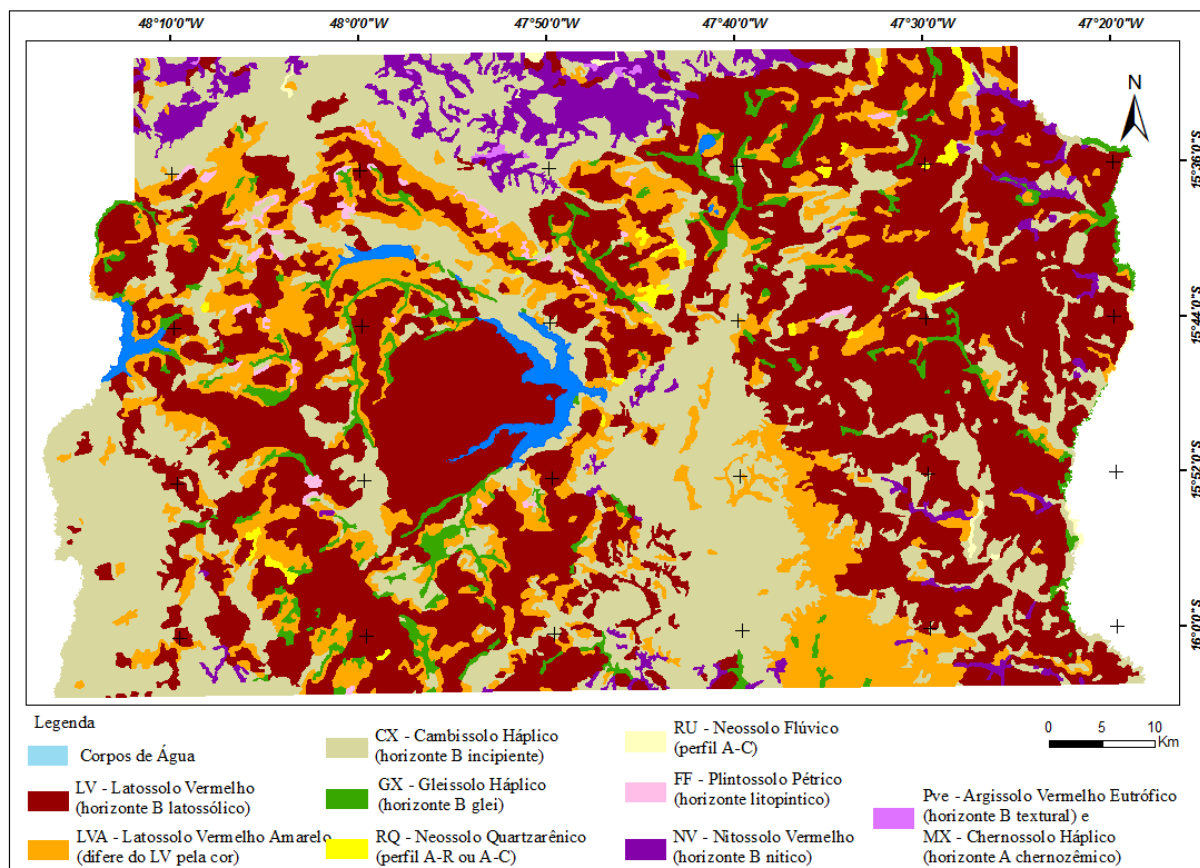 48°10'0"W 48°0'0"W 47°50'0"W 47°40'0"W 47°30'0"W 47°20'0"W
N
15°36'0"S
15°44'0"S
15°52'0"S
16°0'0"S
Legenda
Corpos de Água
LV - Latossolo Vermelho
(horizonte B latossólico)
LVA - Latossolo Vermelho Amarelo
(difere do LV pela cor)
CX - Cambissolo Háplico
(horizonte B incipiente)
GX - Gleissolo Háplico
(horizonte B glei)
RQ - Neossolo Quartzarênico
(perfil A-R ou A-C)
RU - Neossolo Flúvico
(perfil A-C)
FF - Plintossolo Pétrico
(horizonte litopíntico)
NV - Nitossolo Vermelho
(horizonte B nítico)
0 5 10
Km
Pve - Argissolo Vermelho Eutrófico
(horizonte B textural) e
MX - Chernossolo Háplico
(horizonte A chernozêmico)